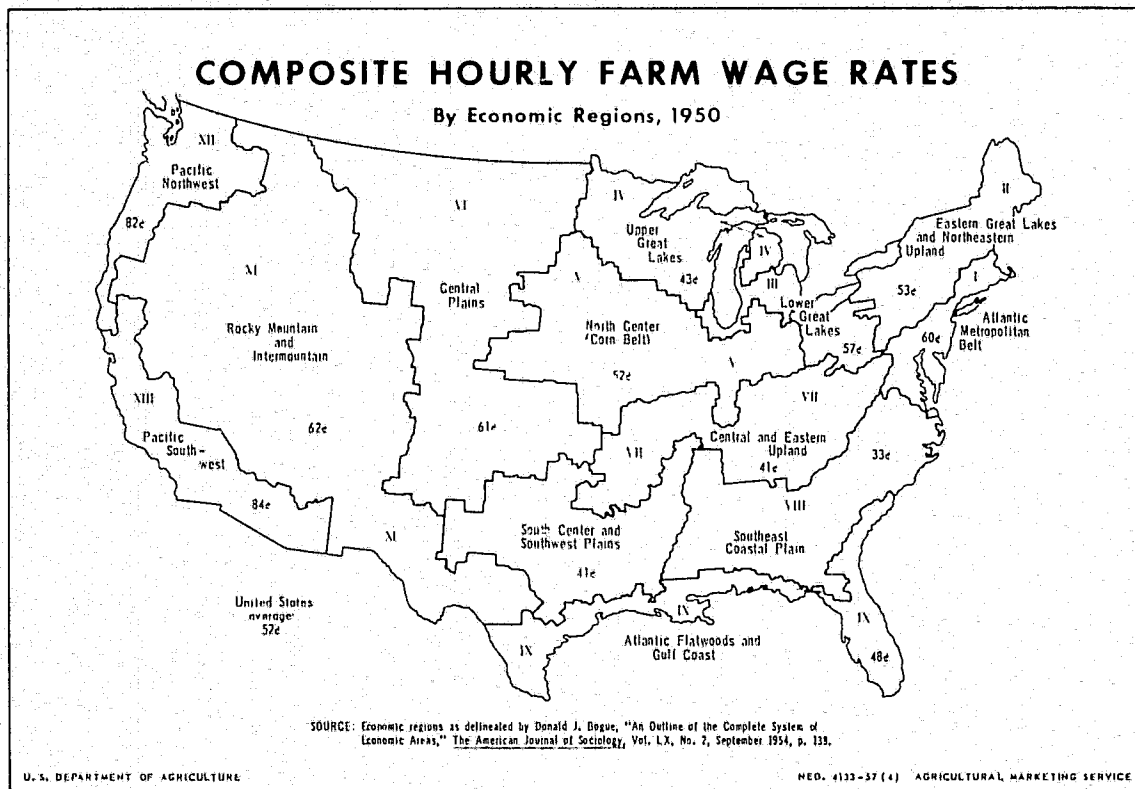 COMPOSITE HOURLY FARM WAGE RATES
By Economic Regions, 1950
XII
Pacific
Northwest
82¢
XI
Rocky Mountain
and
Intermountain
62¢
XIII
Pacific
South-
west
84¢
XI
VI
Central
Plains
61¢
IV
Upper
Great
Lakes
43¢
IV
III
Lower
Great
Lakes
57¢
II
Eastern Great Lakes
and Northeastern
Upland
53¢
I
Atlantic
Metropolitan
Belt
60¢
V
North Center
(Corn Belt)
52¢
V
VII
VII
Central and Eastern
Upland
41¢
33¢
VIII
Southeast
Coastal Plain
South Center and
Southwest Plains
41¢
IX
IX
IX
48¢
Atlantic Flatwoods and
Gulf Coast
United States
average
52¢
SOURCE: Economic regions as delineated by Donald J. Bogue, "An Outline of the Complete System of
Economic Areas," The American Journal of Sociology, Vol. LX, No. 2, September 1954, p. 139.
U. S. DEPARTMENT OF AGRICULTURE
NEG. 4133-57 (4) AGRICULTURAL MARKETING SERVICE